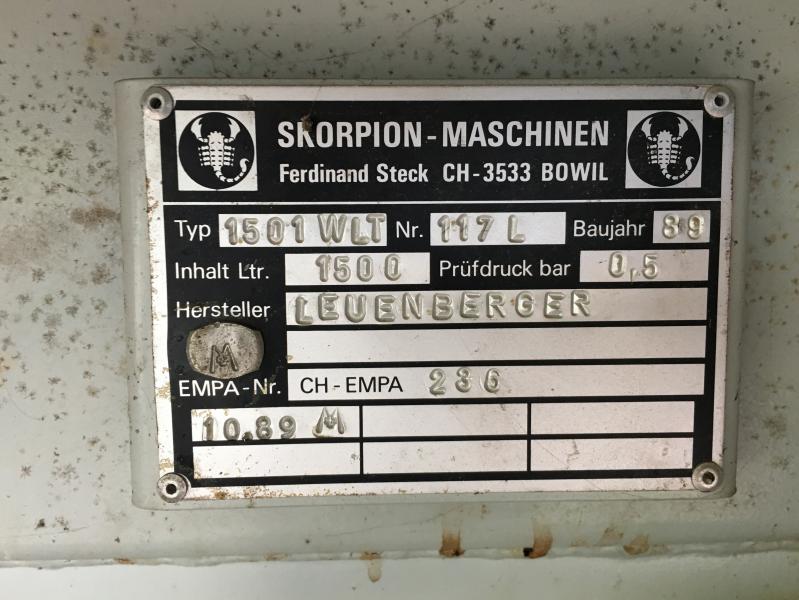 SKORPION-MASCHINEN
Ferdinand Steck CH-3533 BOWIL
Typ 1501 WLT Nr. 117 L Baujahr 89
Inhalt Ltr. 1500 Prüfdruck bar 0,5
Hersteller LEUENBERGER
M
EMPA-Nr. CH-EMPA 236
10.89 M